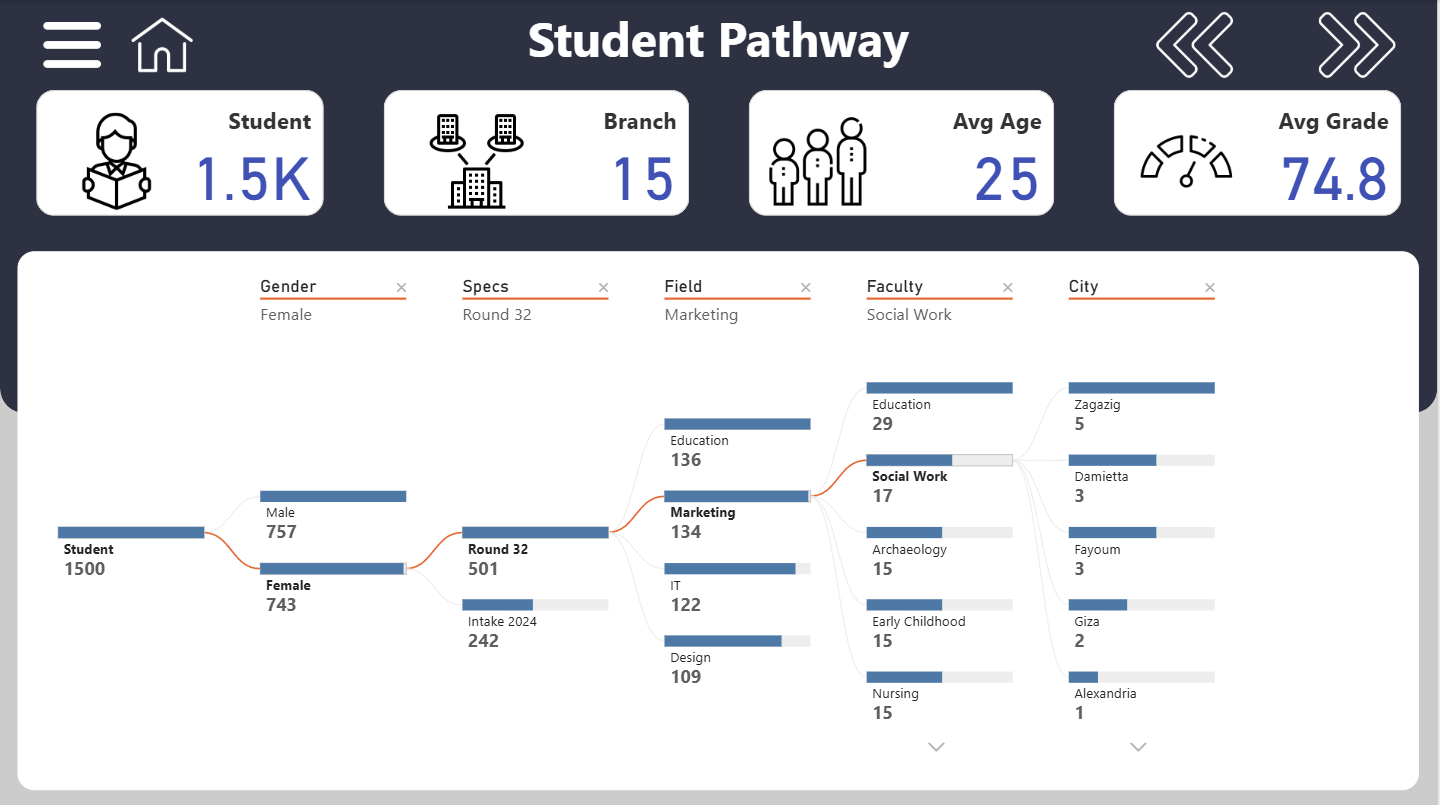 Student Pathway
Student
1.5K
Branch
15
Avg Age
25
Avg Grade
74.8
Gender
Female
Specs
Round 32
Field
Marketing
Faculty
Social Work
City
Student
1500
Male
757
Female
743
Round 32
501
Intake 2024
242
Education
136
Marketing
134
IT
122
Design
109
Education
29
Social Work
17
Archaeology
15
Early Childhood
15
Nursing
15
Zagazig
5
Damietta
3
Fayoum
3
Giza
2
Alexandria
1